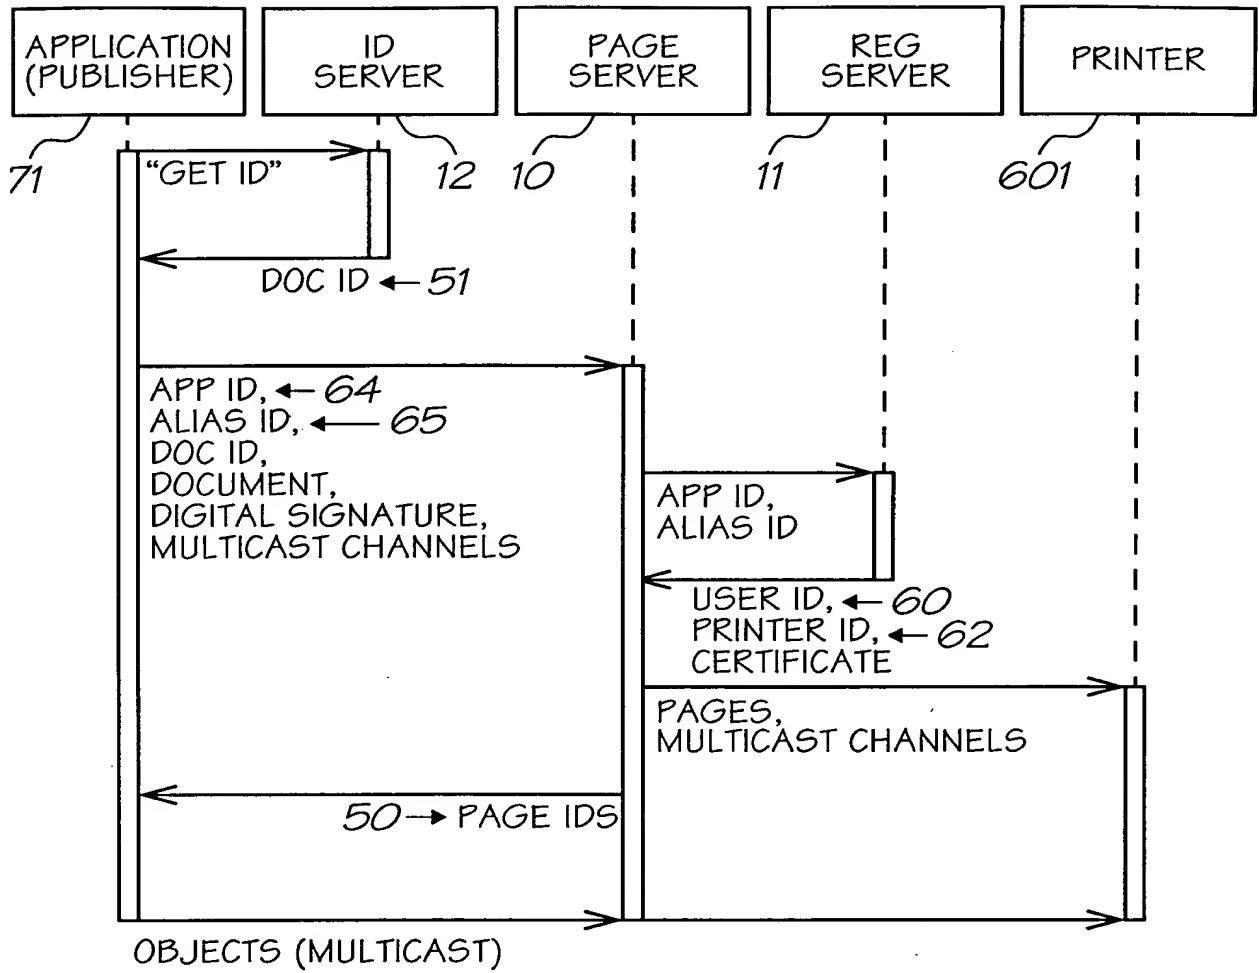 APPLICATION
(PUBLISHER)
ID
SERVER
PAGE
SERVER
REG
SERVER
PRINTER
71
12
10
11
601
“GET ID”
DOC ID 51
APP ID, 64
ALIAS ID, 65
DOC ID,
DOCUMENT,
DIGITAL SIGNATURE,
MULTICAST CHANNELS
APP ID,
ALIAS ID
USER ID, 60
PRINTER ID, 62
CERTIFICATE
PAGES,
MULTICAST CHANNELS
50 PAGE IDS
OBJECTS (MULTICAST)